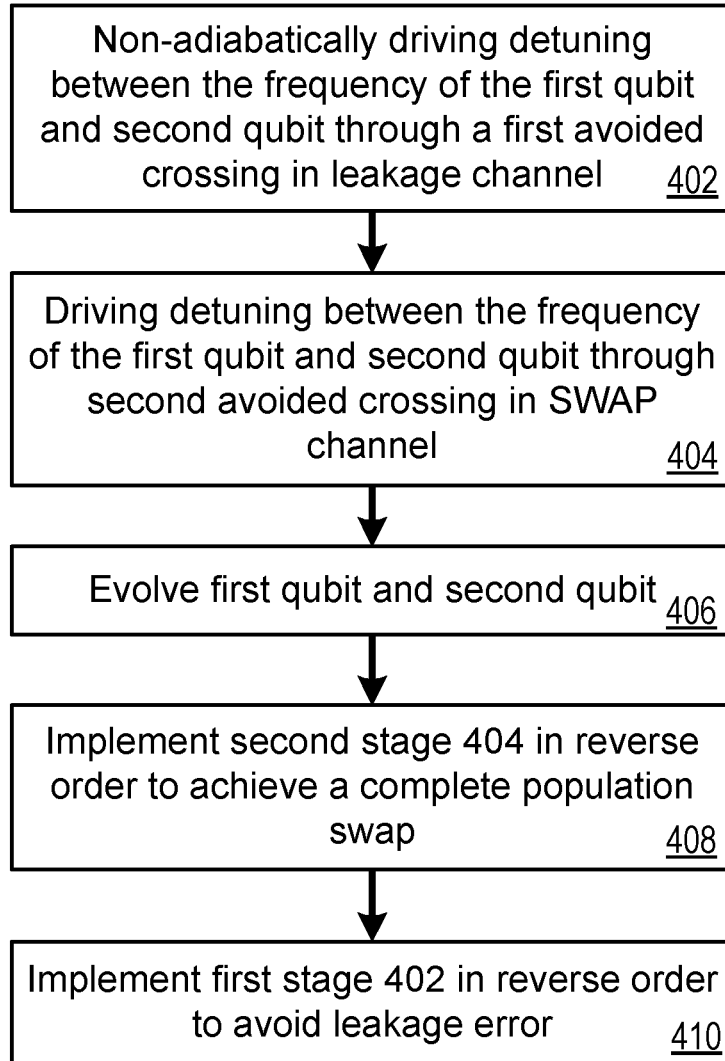 Non-adiabatically driving detuning
between the frequency of the first qubit
and second qubit through a first avoided
crossing in leakage channel 402
Driving detuning between the frequency
of the first qubit and second qubit through
second avoided crossing in SWAP
channel 404
Evolve first qubit and second qubit 406
Implement second stage 404 in reverse
order to achieve a complete population
swap 408
Implement first stage 402 in reverse order
to avoid leakage error 410